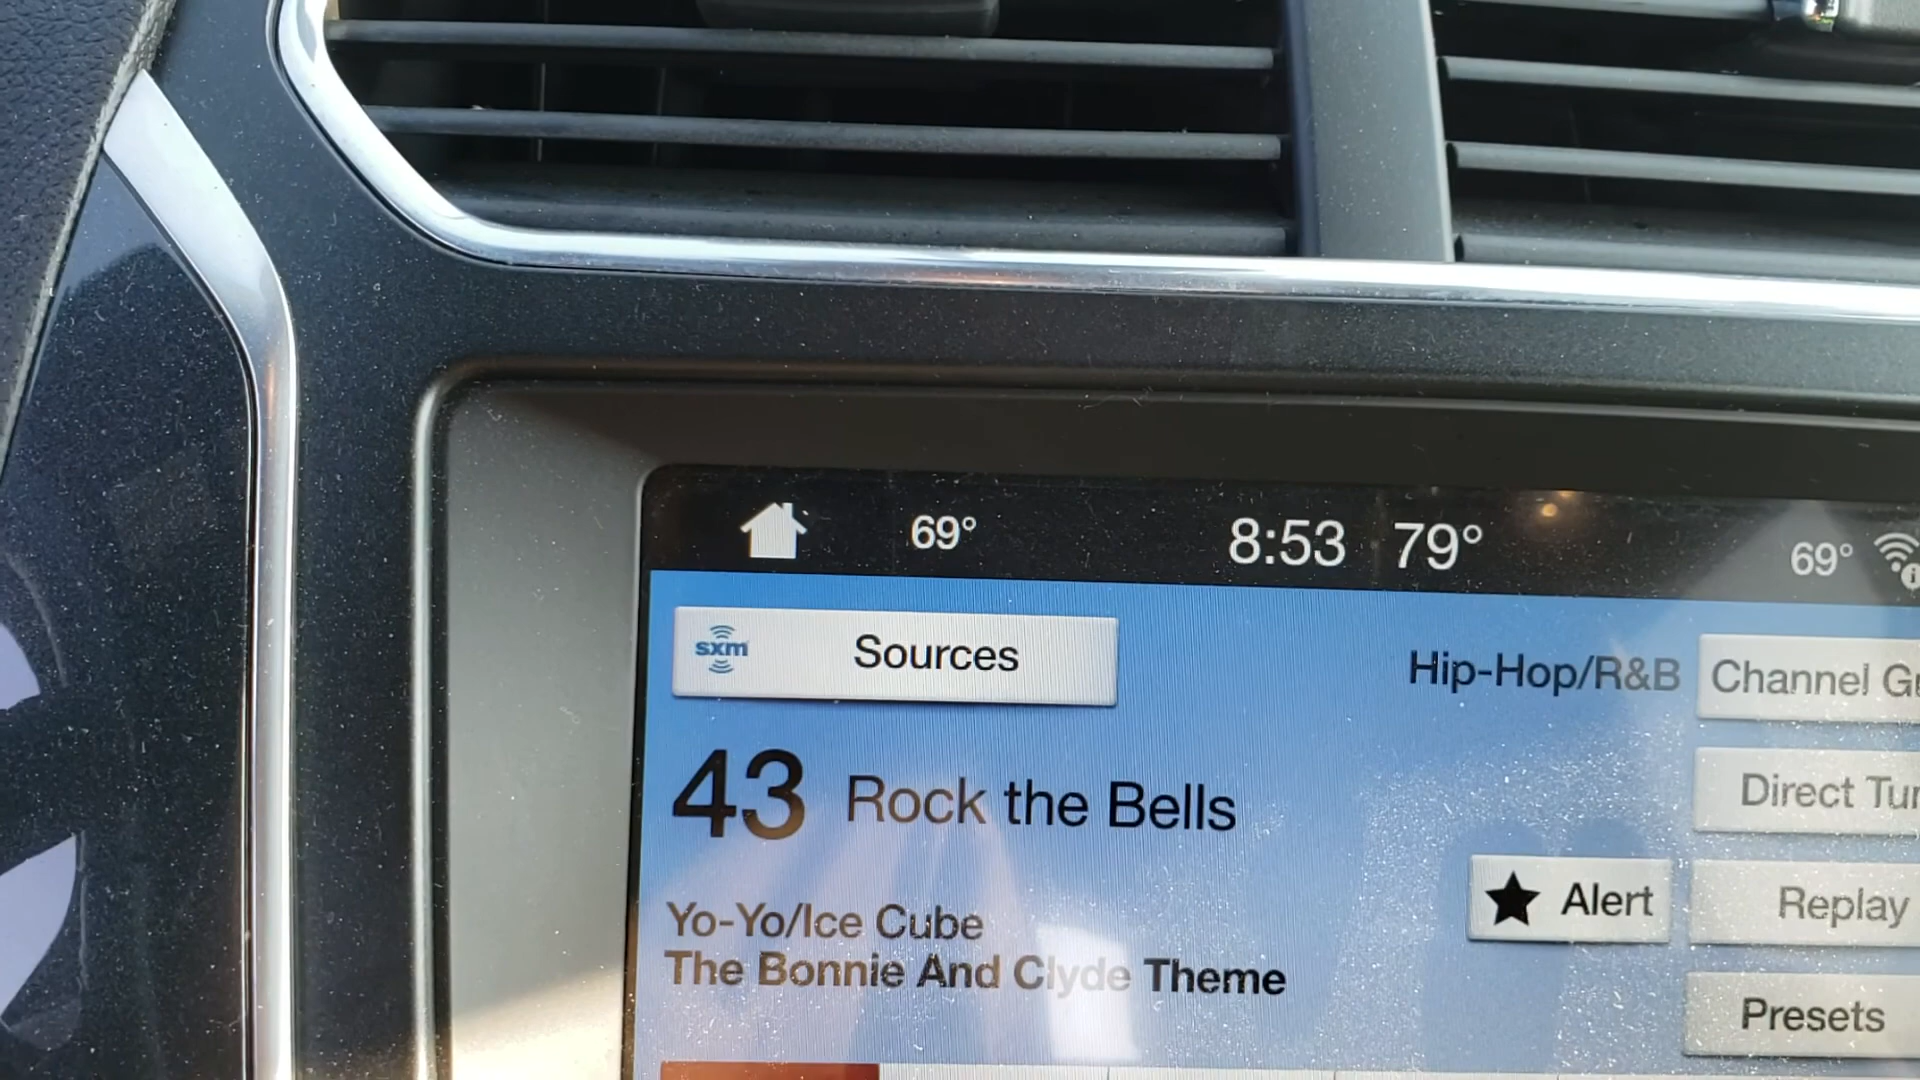 69° 8:53 79° 69°
sxm Sources
Hip-Hop/R&B
Channel
43 Rock the Bells
Direct
Alert
Replay
Yo-Yo/Ice Cube
The Bonnie And Clyde Theme
Presets